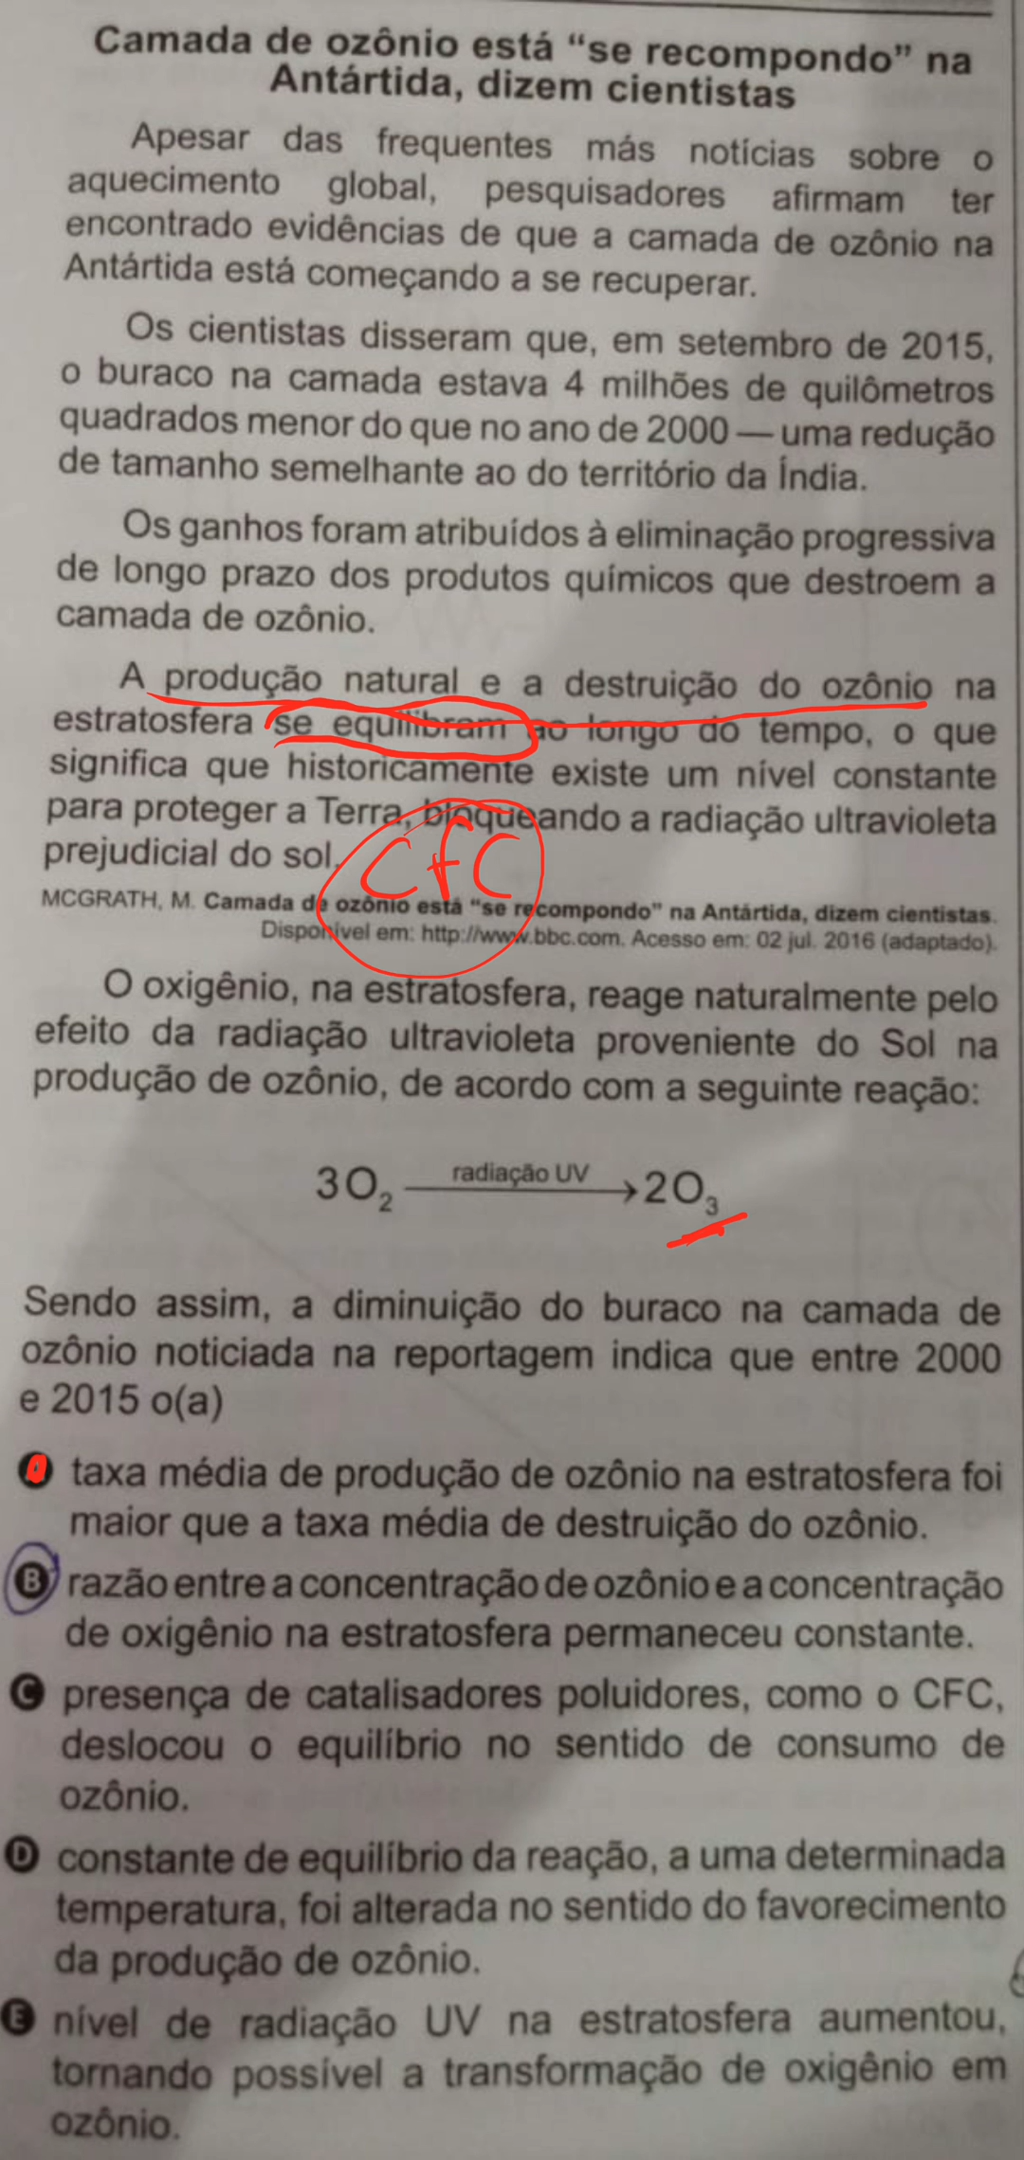 Camada de ozônio está “se recompondo” na
Antártida, dizem cientistas
Apesar das frequentes más notícias sobre o
aquecimento global, pesquisadores afirmam ter
encontrado evidências de que a camada de ozônio na
Antártida está começando a se recuperar.
Os cientistas disseram que, em setembro de 2015,
o buraco na camada estava 4 milhões de quilômetros
quadrados menor do que no ano de 2000 — uma redução
de tamanho semelhante ao do território da Índia.
Os ganhos foram atribuídos à eliminação progressiva
de longo prazo dos produtos químicos que destroem a
camada de ozônio.
A produção natural e a destruição do ozônio na
estratosfera se equilibram ao longo do tempo, o que
significa que historicamente existe um nível constante
para proteger a Terra, bloqueando a radiação ultravioleta
prejudicial do sol.
CfC
MCGRATH, M. Camada de ozônio está “se recompondo” na Antártida, dizem cientistas.
Disponível em: http://www.bbc.com. Acesso em: 02 jul. 2016 (adaptado).
O oxigênio, na estratosfera, reage naturalmente pelo
efeito da radiação ultravioleta proveniente do Sol na
produção de ozônio, de acordo com a seguinte reação:
3O₂ radiação UV → 2O₃
Sendo assim, a diminuição do buraco na camada de
ozônio noticiada na reportagem indica que entre 2000
e 2015 o(a)
taxa média de produção de ozônio na estratosfera foi
maior que a taxa média de destruição do ozônio.
B razão entre a concentração de ozônio e a concentração
de oxigênio na estratosfera permaneceu constante.
C presença de catalisadores poluidores, como o CFC,
deslocou o equilíbrio no sentido de consumo de
ozônio.
D constante de equilíbrio da reação, a uma determinada
temperatura, foi alterada no sentido do favorecimento
da produção de ozônio.
E nível de radiação UV na estratosfera aumentou,
tornando possível a transformação de oxigênio em
ozônio.